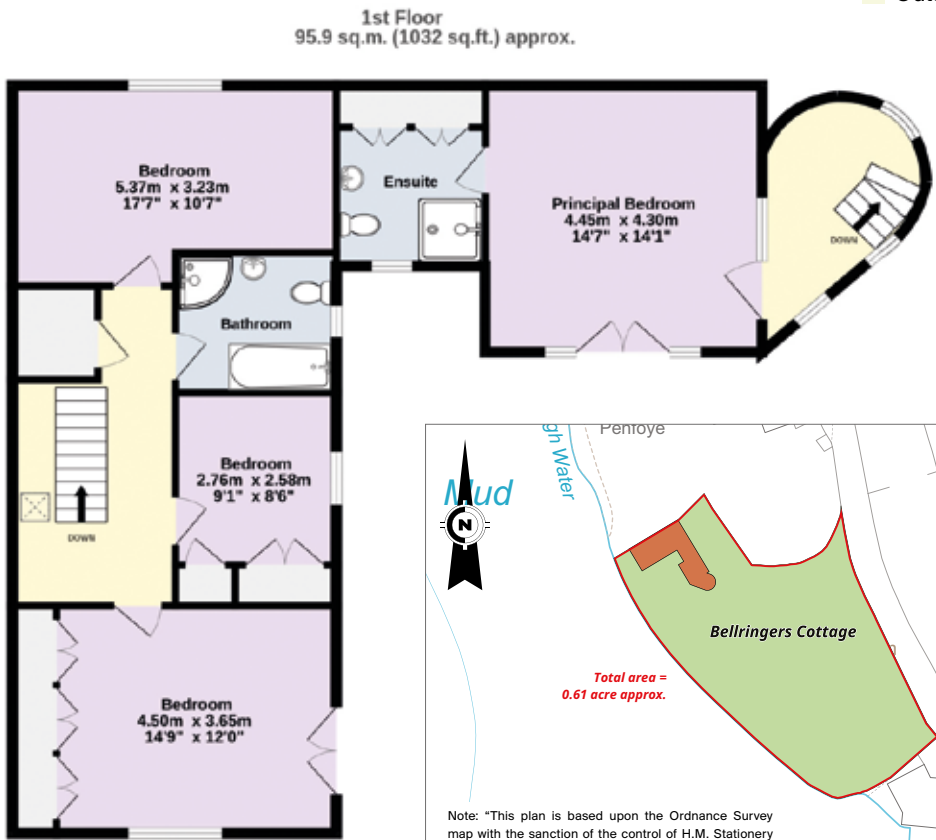 1st Floor
95.9 sq.m. (1032 sq.ft.) approx.
Bedroom
5.37m x 3.23m
17'7" x 10'7"
Ensuite
Principal Bedroom
4.45m x 4.30m
14'7" x 14'1"
DOWN
Bathroom
Bedroom
2.76m x 2.58m
9'1" x 8'6"
DOWN
Bedroom
4.50m x 3.65m
14'9" x 12'0"
Penfoye
gh Water
Mud
N
Bellringers Cottage
Total area =
0.61 acre approx.
Note: "This plan is based upon the Ordnance Survey
map with the sanction of the control of H.M. Stationery